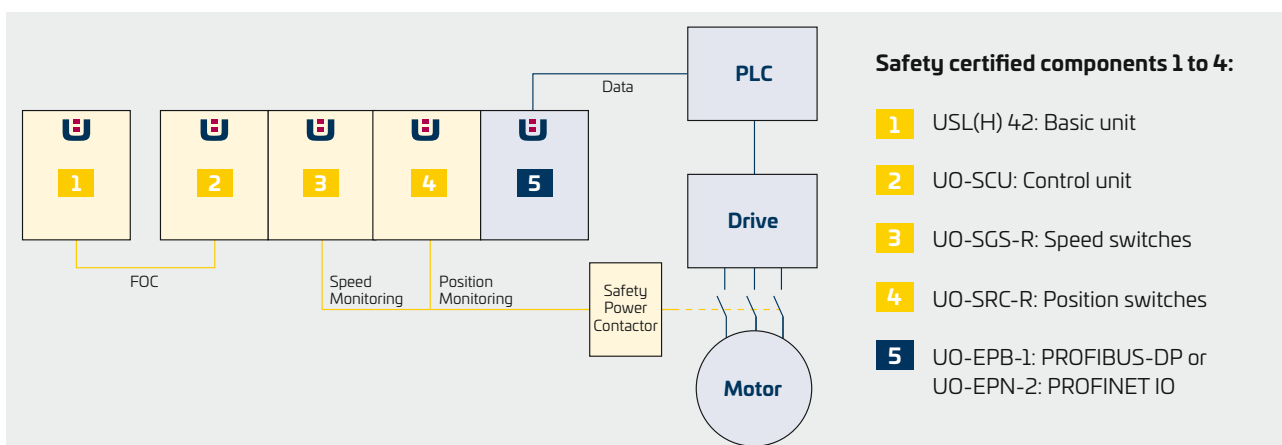 PLC
Data
1
2
3
4
5
Drive
FOC
Speed
Monitoring
Position
Monitoring
Safety
Power
Contactor
Motor
Safety certified components 1 to 4:
1 USL(H) 42: Basic unit
2 UO-SCU: Control unit
3 UO-SGS-R: Speed switches
4 UO-SRC-R: Position switches
5 UO-EPB-1: PROFIBUS-DP or
UO-EPN-2: PROFINET IO